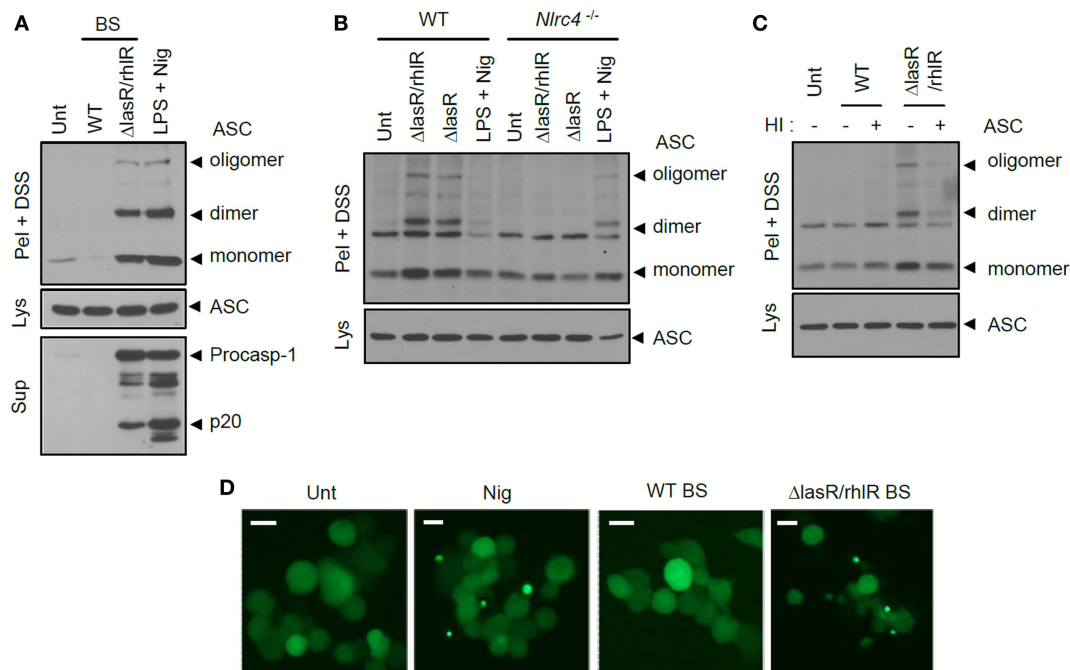 A
BS
Unt
WT
ΔlasR/rhlR
LPS + Nig
ASC
Pel + DSS
oligomer
dimer
monomer
Lys
ASC
Sup
Procasp-1
p20
B
WT
Nlrc4 -/-
Unt
ΔlasR/rhlR
ΔlasR
LPS + Nig
Unt
ΔlasR/rhlR
ΔlasR
LPS + Nig
ASC
Pel + DSS
oligomer
dimer
monomer
Lys
ASC
C
Unt
WT
ΔlasR
/rhlR
HI : - - + - + ASC
Pel + DSS
oligomer
dimer
monomer
Lys
ASC
D
Unt
Nig
WT BS
ΔlasR/rhlR BS